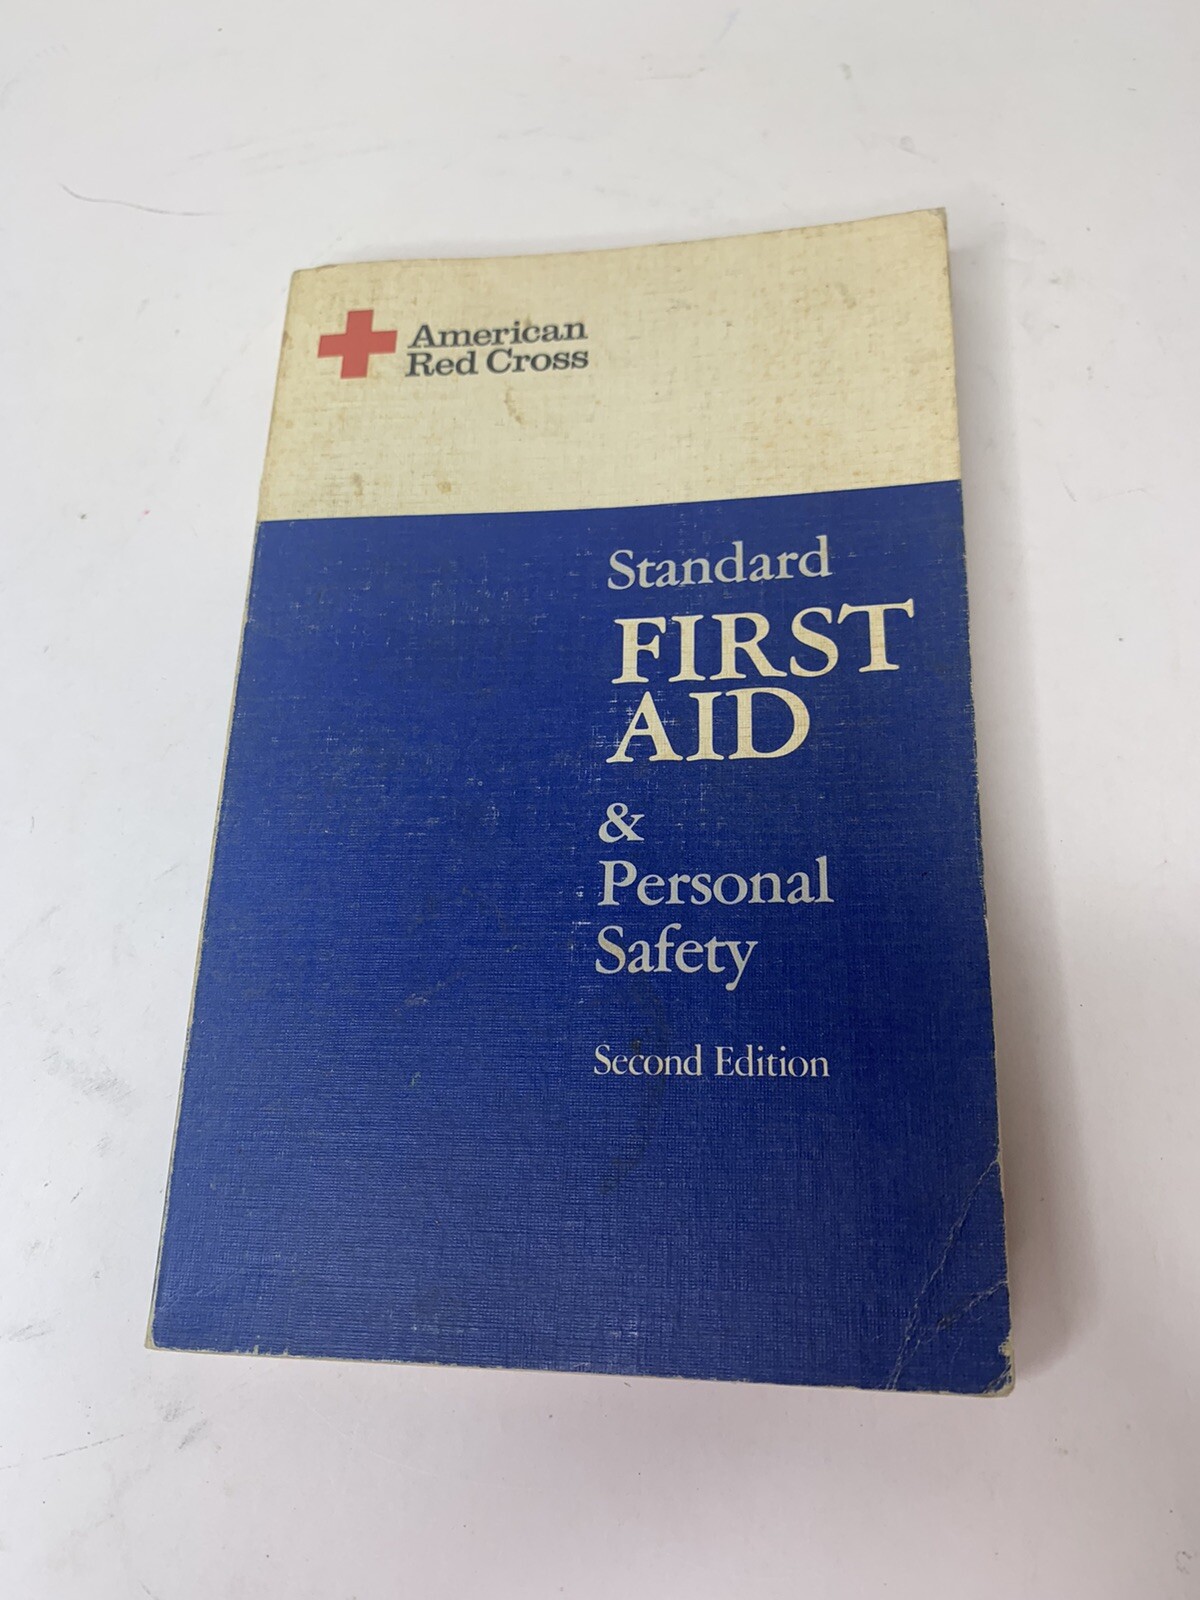 American
Red Cross
Standard
FIRST
AID
&
Personal
Safety
Second Edition